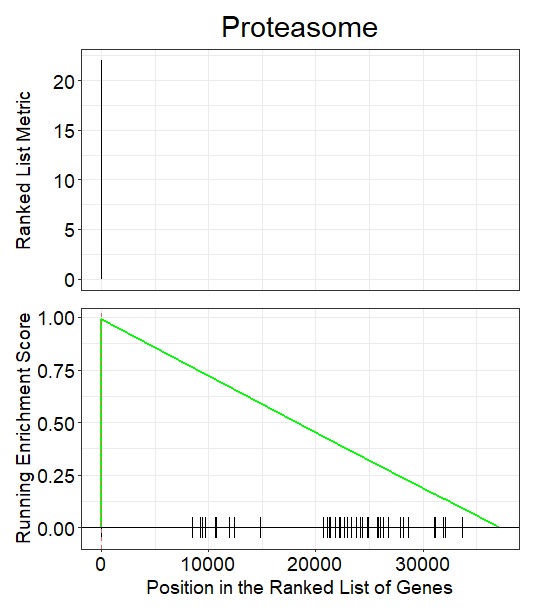 Proteasome
Ranked List Metric
20
15
10
5
0
Running Enrichment Score
1.00
0.75
0.50
0.25
0.00
0 10000 20000 30000
Position in the Ranked List of Genes